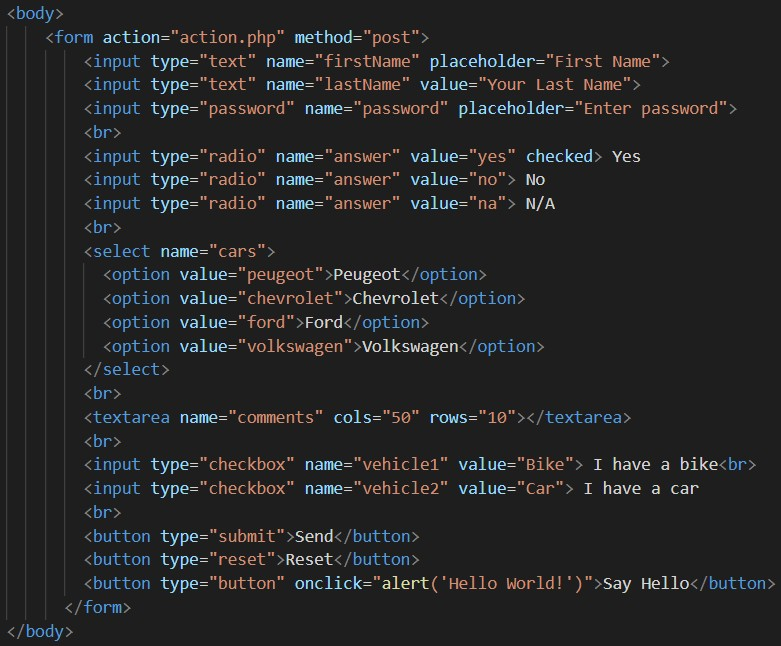 <body>
<form action="action.php" method="post">
<input type="text" name="firstName" placeholder="First Name">
<input type="text" name="lastName" value="Your Last Name">
<input type="password" name="password" placeholder="Enter password">
<br>
<input type="radio" name="answer" value="yes" checked> Yes
<input type="radio" name="answer" value="no"> No
<input type="radio" name="answer" value="na"> N/A
<br>
<select name="cars">
<option value="peugeot">Peugeot</option>
<option value="chevrolet">Chevrolet</option>
<option value="ford">Ford</option>
<option value="volkswagen">Volkswagen</option>
</select>
<br>
<textarea name="comments" cols="50" rows="10"></textarea>
<br>
<input type="checkbox" name="vehicle1" value="Bike"> I have a bike<br>
<input type="checkbox" name="vehicle2" value="Car"> I have a car
<br>
<button type="submit">Send</button>
<button type="reset">Reset</button>
<button type="button" onclick="alert('Hello World!')">Say Hello</button>
</form>
</body>